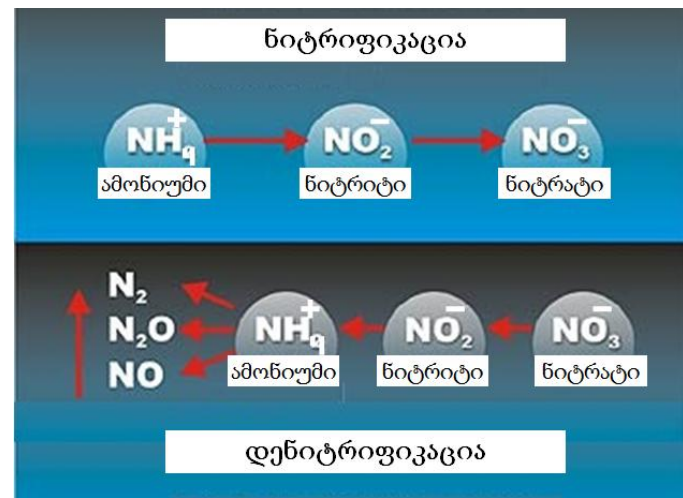 ნიტრიფიკაცია
NH₄⁺ → NO₂⁻ → NO₃⁻
ამონიუმი ნიტრიტი ნიტრატი
N₂
N₂O NH₄⁺ NO₂⁻ NO₃⁻
NO ამონიუმი ნიტრიტი ნიტრატი
დენიტრიფიკაცია